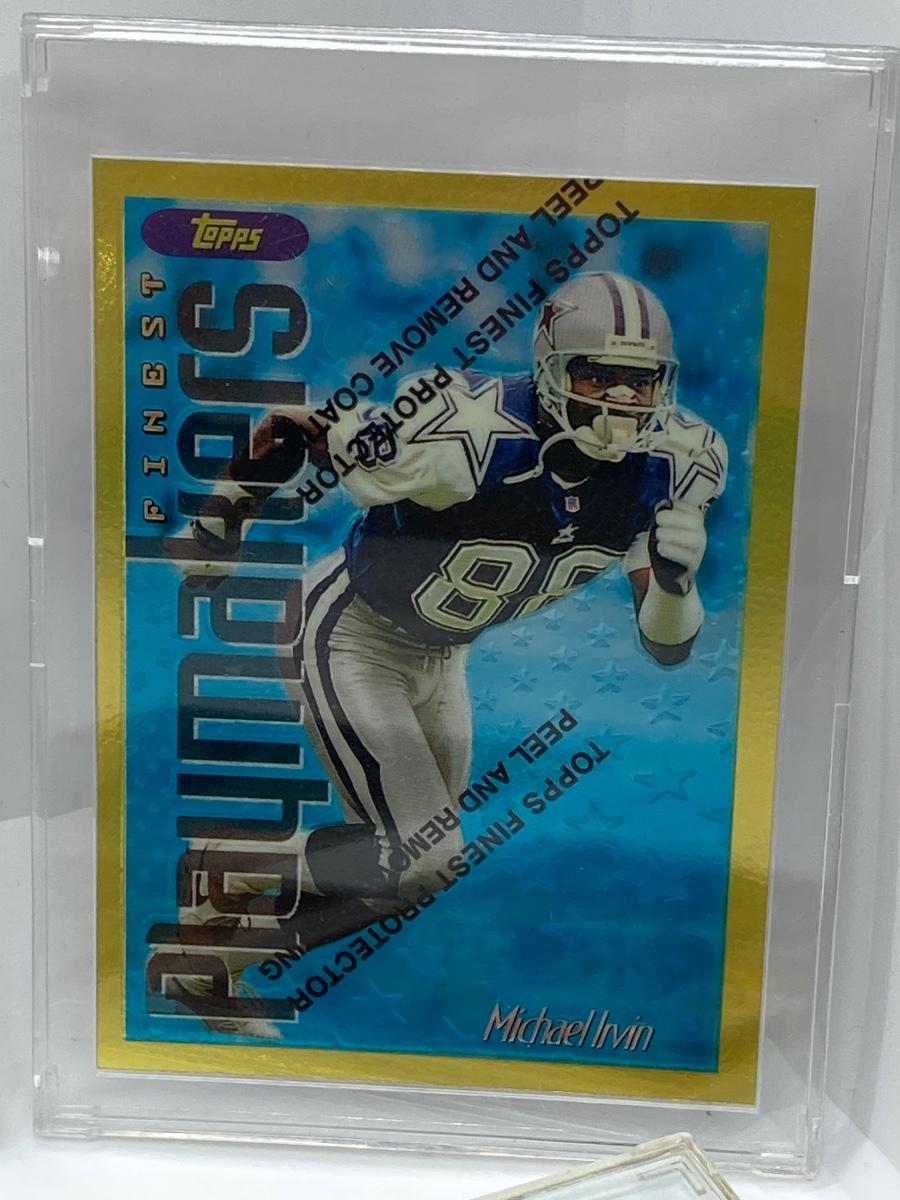 TOPPS
FINEST
playmakers
PEEL AND REMOVE COATING
TOPPS FINEST PROTECTOR
88
8
PEEL AND REMOVE COATING
TOPPS FINEST PROTECTOR
Michael Irvin